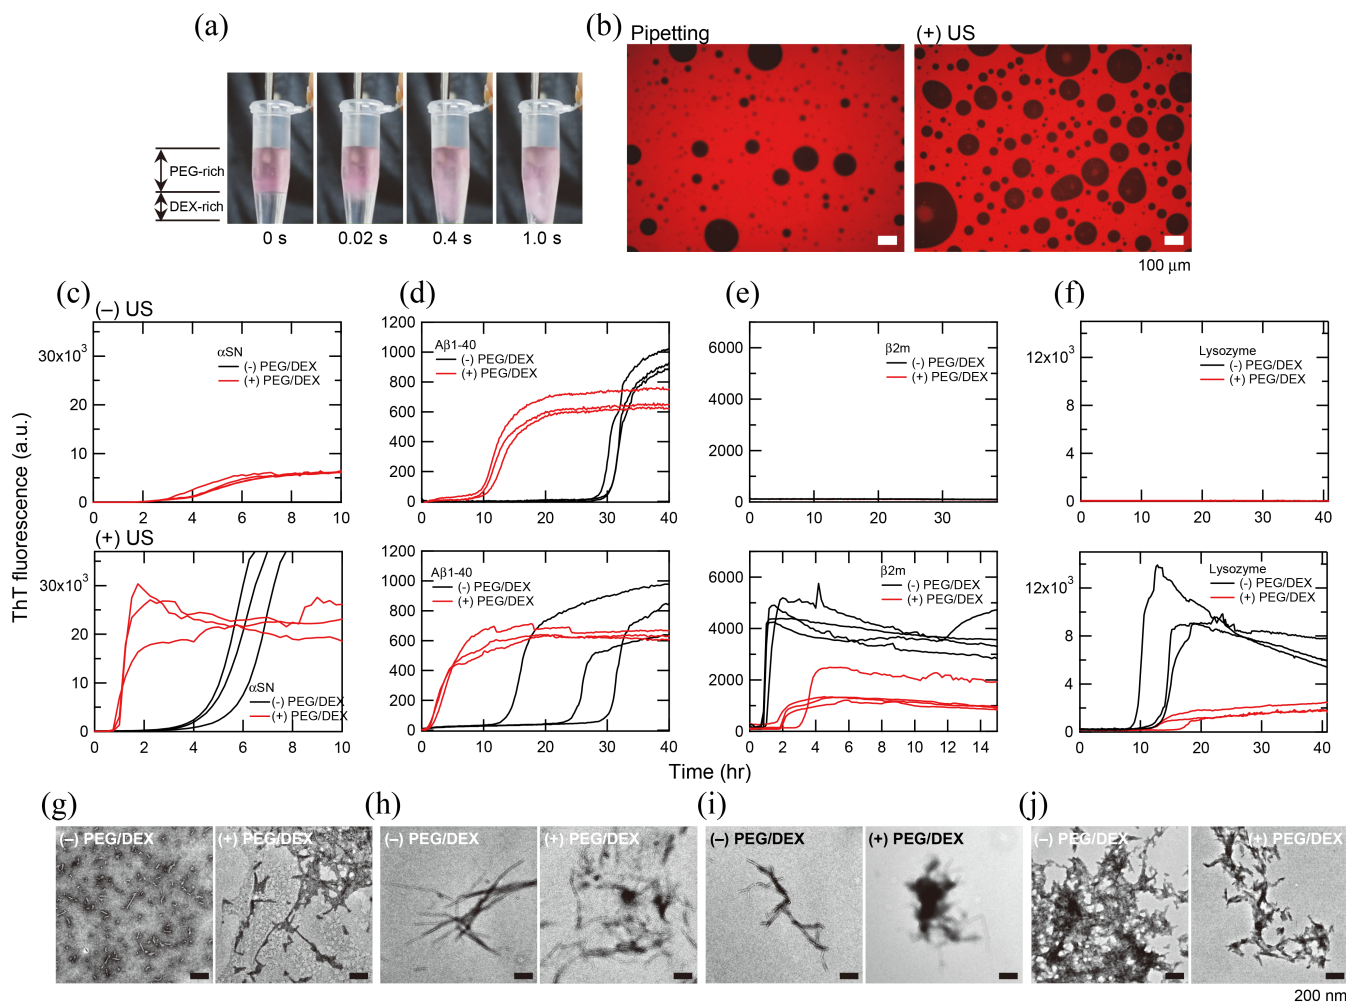 (a)
PEG-rich
DEX-rich
0 s
0.02 s
0.4 s
1.0 s
(b)
Pipetting
(+) US
100 μm
ThT fluorescence (a.u.)
(c)
(–) US
30x10³
20
10
0
0 2 4 6 8 10
αSN
(-) PEG/DEX
(+) PEG/DEX
(d)
1200
1000
800
600
400
200
0
0 10 20 30 40
Aβ1-40
(-) PEG/DEX
(+) PEG/DEX
(e)
6000
4000
2000
0
0 10 20 30
β2m
(-) PEG/DEX
(+) PEG/DEX
(f)
12x10³
8
4
0
0 10 20 30 40
Lysozyme
(-) PEG/DEX
(+) PEG/DEX
(+) US
30x10³
20
10
0
0 2 4 6 8 10
αSN
(-) PEG/DEX
(+) PEG/DEX
1200
1000
800
600
400
200
0
0 10 20 30 40
Aβ1-40
(-) PEG/DEX
(+) PEG/DEX
6000
4000
2000
0
0 2 4 6 8 10 12 14
β2m
(-) PEG/DEX
(+) PEG/DEX
12x10³
8
4
0
0 10 20 30 40
Lysozyme
(-) PEG/DEX
(+) PEG/DEX
Time (hr)
(g)
(–) PEG/DEX
(+) PEG/DEX
(h)
(–) PEG/DEX
(+) PEG/DEX
(i)
(–) PEG/DEX
(+) PEG/DEX
(j)
(–) PEG/DEX
(+) PEG/DEX
200 nm